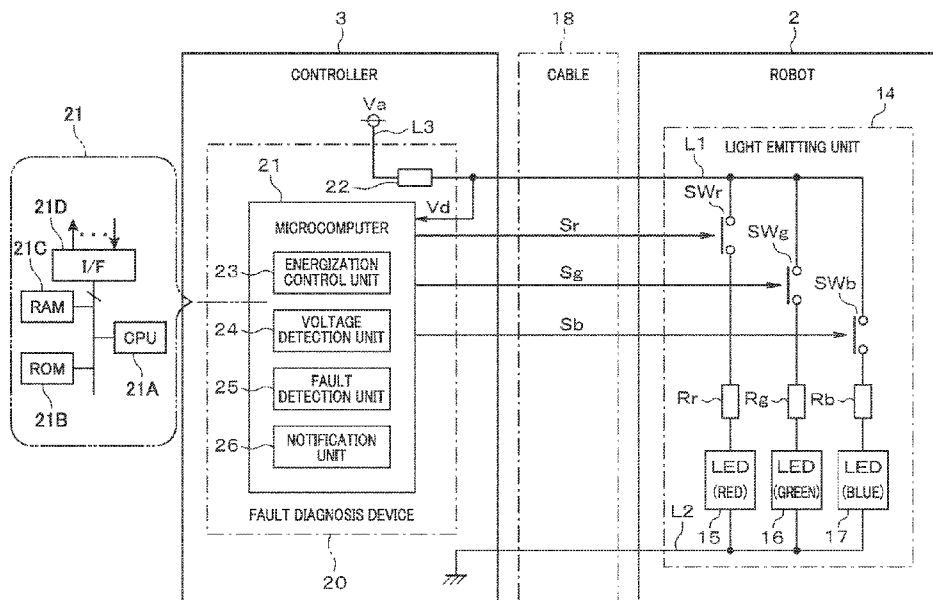 3
18
2
CONTROLLER
CABLE
ROBOT
Va
L3
14
21
21
22
L1
LIGHT EMITTING UNIT
SWr
Vd
21D
MICROCOMPUTER
Sr
SWg
21C
I/F
23
ENERGIZATION
CONTROL UNIT
Sg
SWb
RAM
24
VOLTAGE
DETECTION UNIT
Sb
CPU
ROM
21A
25
FAULT
DETECTION UNIT
Rr
Rg
Rb
21B
26
NOTIFICATION
UNIT
LED
(RED)
LED
(GREEN)
LED
(BLUE)
FAULT DIAGNOSIS DEVICE
L2
15
16
17
20